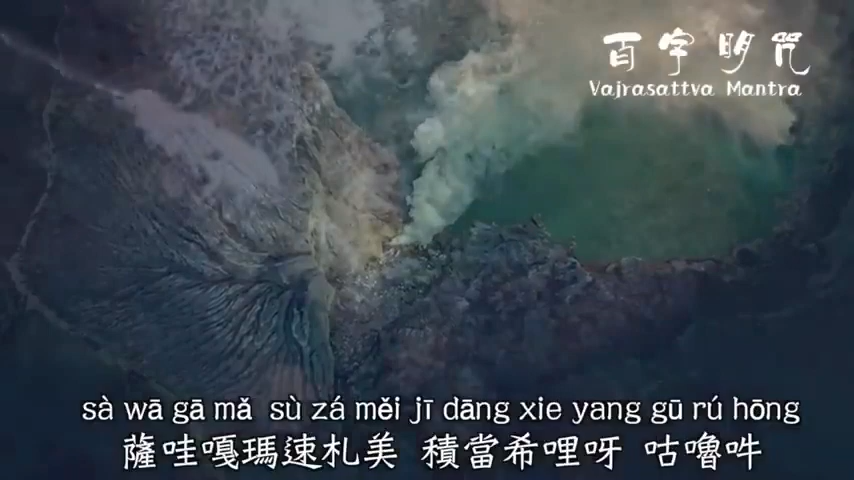 百字明咒
Vajrasattva Mantra
sà wā gā mǎ sù zá měi jī dāng xie yang gū rú hōng
薩哇嘎瑪速札美 積當希哩呀 咕嚕吽